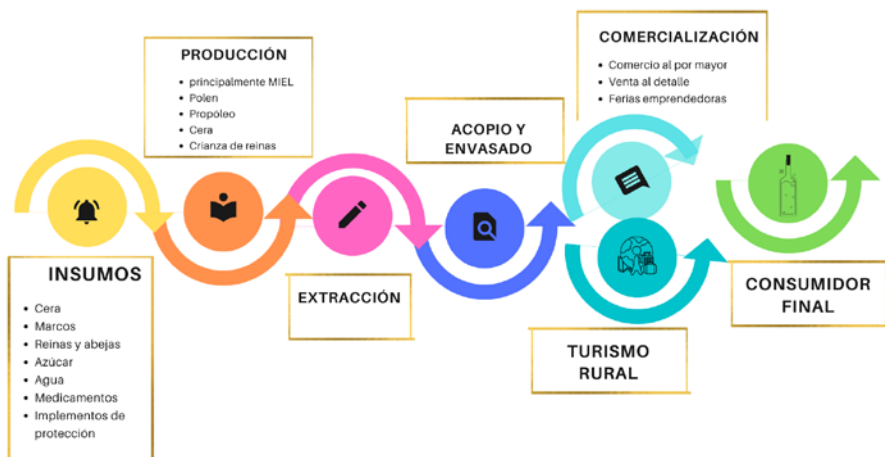 INSUMOS
Cera
Marcos
Reinas y abejas
Azúcar
Agua
Medicamentos
Implementos de
protección
PRODUCCIÓN
principalmente MIEL
Polen
Propóleo
Cera
Crianza de reinas
EXTRACCIÓN
ACOPIO Y
ENVASADO
COMERCIALIZACIÓN
Comercio al por mayor
Venta al detalle
Ferias emprendedoras
TURISMO
RURAL
CONSUMIDOR
FINAL